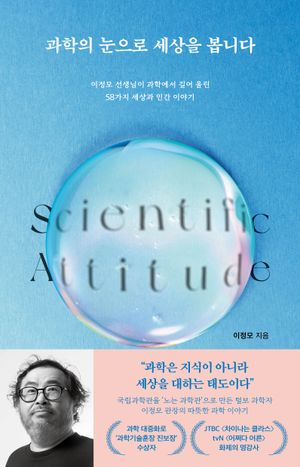 과학의 눈으로 세상을 봅니다
이정모 선생님이 과학에서 길어 올린
58가지 세상과 인간 이야기
Scientific
Attitude
이정모 지음
“과학은 지식이 아니라
세상을 대하는 태도이다”
국립과학관을 ‘노는 과학관’으로 만든 털보 과학자
이정모 관장의 따뜻한 과학 이야기
과학 대중화로
‘과학기술훈장 진보장’
수상자
JTBC 〈차이나는 클라스〉
tvN 〈어쩌다 어른〉
화제의 명강사